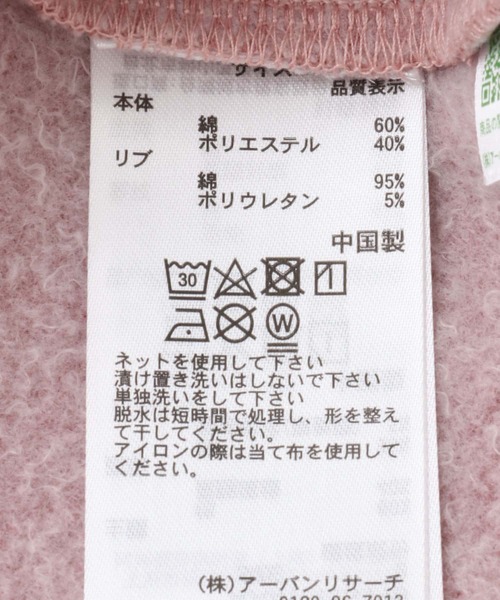 サイズ
品質表示
本体
綿 60%
ポリエステル 40%
リブ
綿 95%
ポリウレタン 5%
中国製
30
W
ネットを使用して下さい
漬け置き洗いはしないで下さい
単独洗いをして下さい
脱水は短時間で処理し、形を整え
て干してください。
アイロンの際は当て布を使用して
ください。
(株)アーバンリサーチ